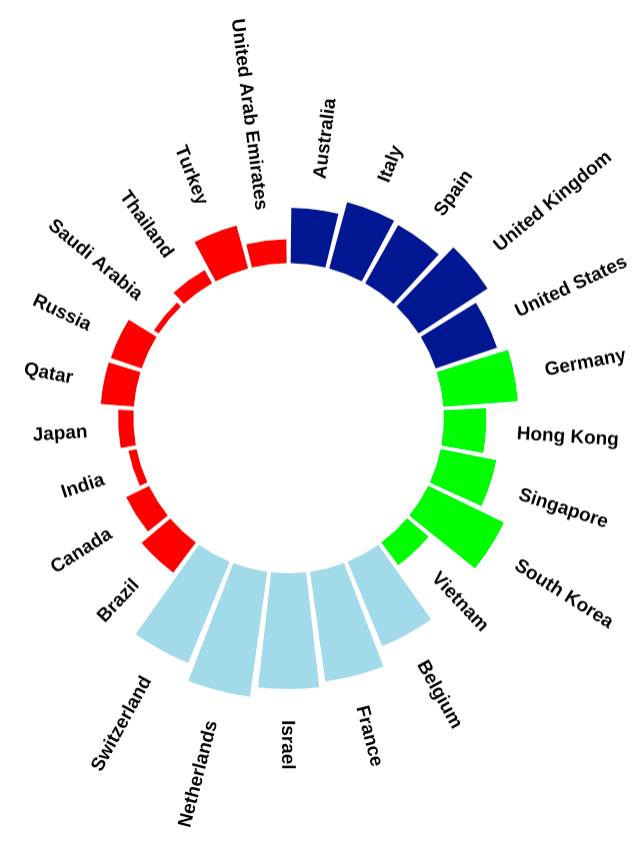 United Arab Emirates
Australia
Italy
Spain
United Kingdom
United States
Germany
Hong Kong
Singapore
South Korea
Vietnam
Belgium
France
Israel
Netherlands
Switzerland
Brazil
Canada
India
Japan
Qatar
Russia
Saudi Arabia
Thailand
Turkey